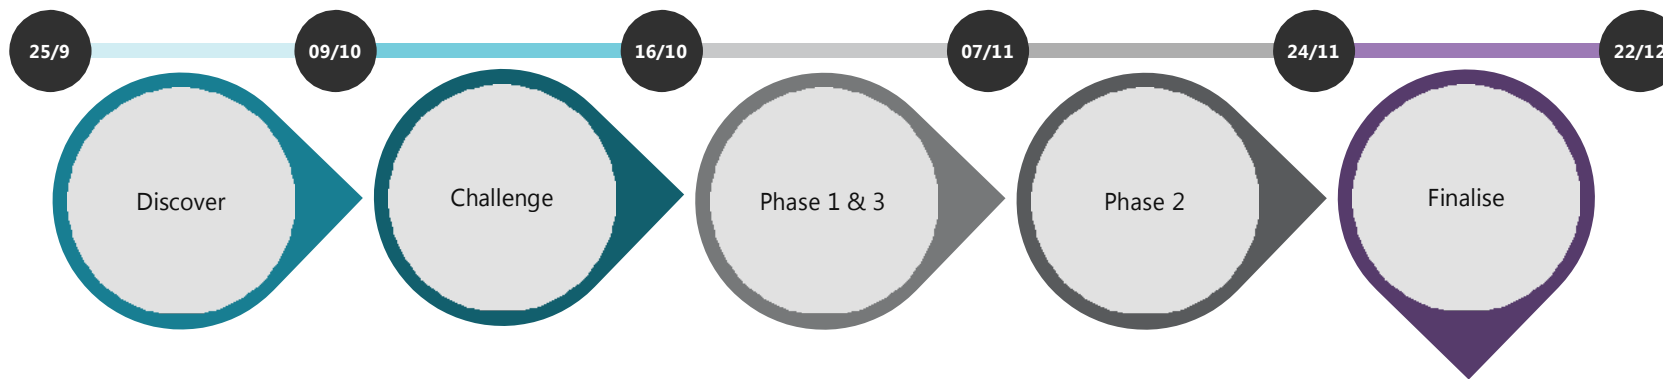 25/9
09/10
16/10
07/11
24/11
22/12
Discover
Challenge
Phase 1 & 3
Phase 2
Finalise